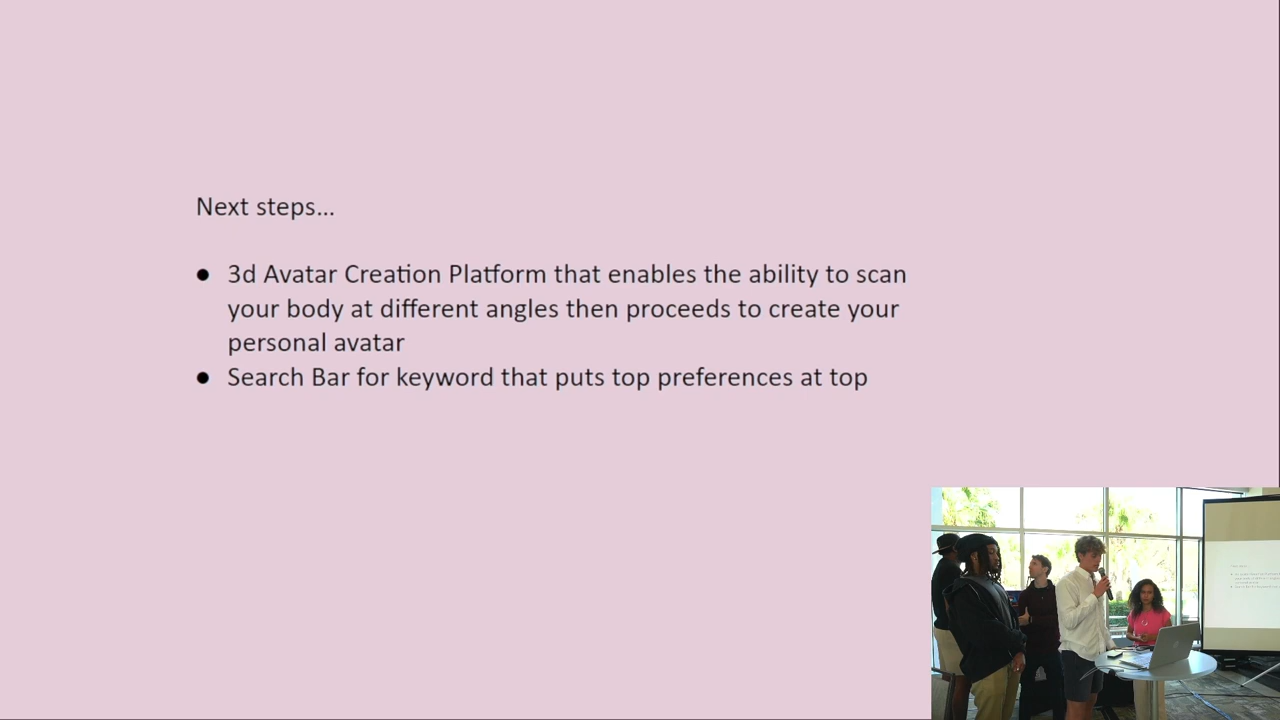 Next steps...
● 3d Avatar Creation Platform that enables the ability to scan
your body at different angles then proceeds to create your
personal avatar
● Search Bar for keyword that puts top preferences at top